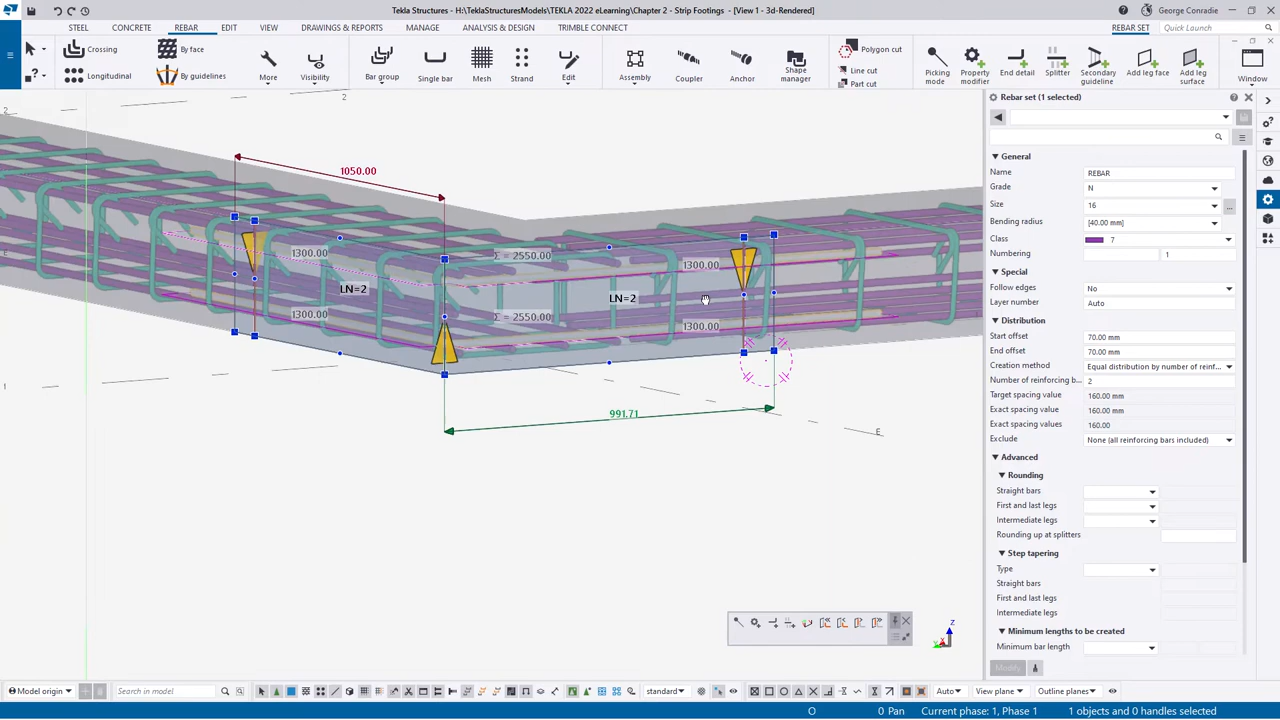 Tekla Structures - H:\TeklaStructuresModels\TEKLA 2022 eLearning\Chapter 2 - Strip Footings - [View 1 - 3d-Rendered]
George Conradie
STEEL CONCRETE REBAR EDIT VIEW DRAWINGS & REPORTS MANAGE ANALYSIS & DESIGN TRIMBLE CONNECT REBAR SET Quick Launch
Crossing By face Polygon cut
Longitudinal By guidelines Line cut
Part cut
More Visibility Bar group Single bar Mesh Strand Edit Assembly Coupler Anchor Shape manager Picking mode Property modifier End detail Splitter Secondary guideline Add leg face Add leg surface Window
Rebar set (1 selected)
General
Name REBAR
Grade N
Size 16 ...
Bending radius [40.00 mm]
Class 7
Numbering 1
Special
Follow edges No
Layer number Auto
Distribution
Start offset 70.00 mm
End offset 70.00 mm
Creation method Equal distribution by number of reinf...
Number of reinforcing b... 2
Target spacing value 160.00 mm
Exact spacing value 160.00 mm
Exact spacing values 160.00
Exclude None (all reinforcing bars included)
Advanced
Rounding
Straight bars
First and last legs
Intermediate legs
Rounding up at splitters
Step tapering
Type
Straight bars
First and last legs
Intermediate legs
Minimum lengths to be created
Minimum bar length
Modify
2
2
1050.00
E
1300.00 Σ = 2550.00 1300.00
LN=2 LN=2
1300.00 Σ = 2550.00 1300.00
1
991.71
E
Z
Model origin Search in model standard Auto View plane Outline planes
O 0 Pan Current phase: 1, Phase 1 1 objects and 0 handles selected